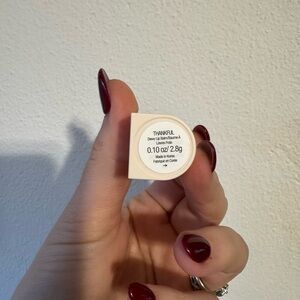 THANKFUL
Dewy Lip Balm/Baume À
Lèvres Frais
0.10 oz/ 2.8g
Made in Korea
Fabriqué en Corée
→